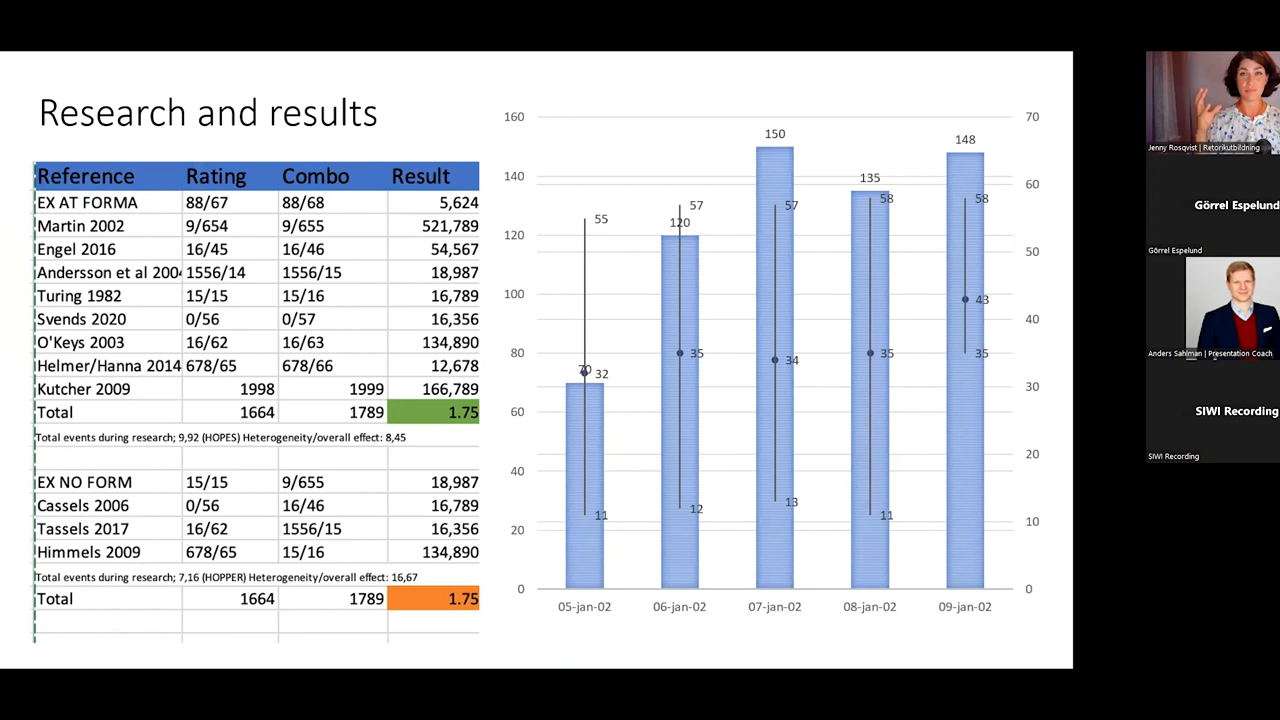 Research and results
Reference Rating Combo Result
EX AT FORMA 88/67 88/68 5,624
Martin 2002 9/654 9/655 521,789
Engel 2016 16/45 16/46 54,567
Andersson et al 2004 1556/14 1556/15 18,987
Turing 1982 15/15 15/16 16,789
Svends 2020 0/56 0/57 16,356
O'Keys 2003 16/62 16/63 134,890
Helmer/Hanna 2014 678/65 678/66 12,678
Kutcher 2009 1998 1999 166,789
Total 1664 1789 1.75
Total events during research; 9,92 (HOPES) Heterogeneity/overall effect: 8,45
EX NO FORM 15/15 9/655 18,987
Cassels 2006 0/56 16/46 16,789
Tassels 2017 16/62 1556/15 16,356
Himmels 2009 678/65 15/16 134,890
Total events during research; 7,16 (HOPPER) Heterogeneity/overall effect: 16,67
Total 1664 1789 1.75
160 70
150
148
140
135
60
58 58
57 57
55
120
120
50
100
43
40
80
35 34 35 35
70 32
30
60
40
20
13
12
11 11
20
10
0 0
05-jan-02 06-jan-02 07-jan-02 08-jan-02 09-jan-02
Jenny Rosqvist | Retorikutbildning
Görrel Espelund
Görrel Espelund
Anders Sahlman | Presentation Coach
SIWI Recording
SIWI Recording